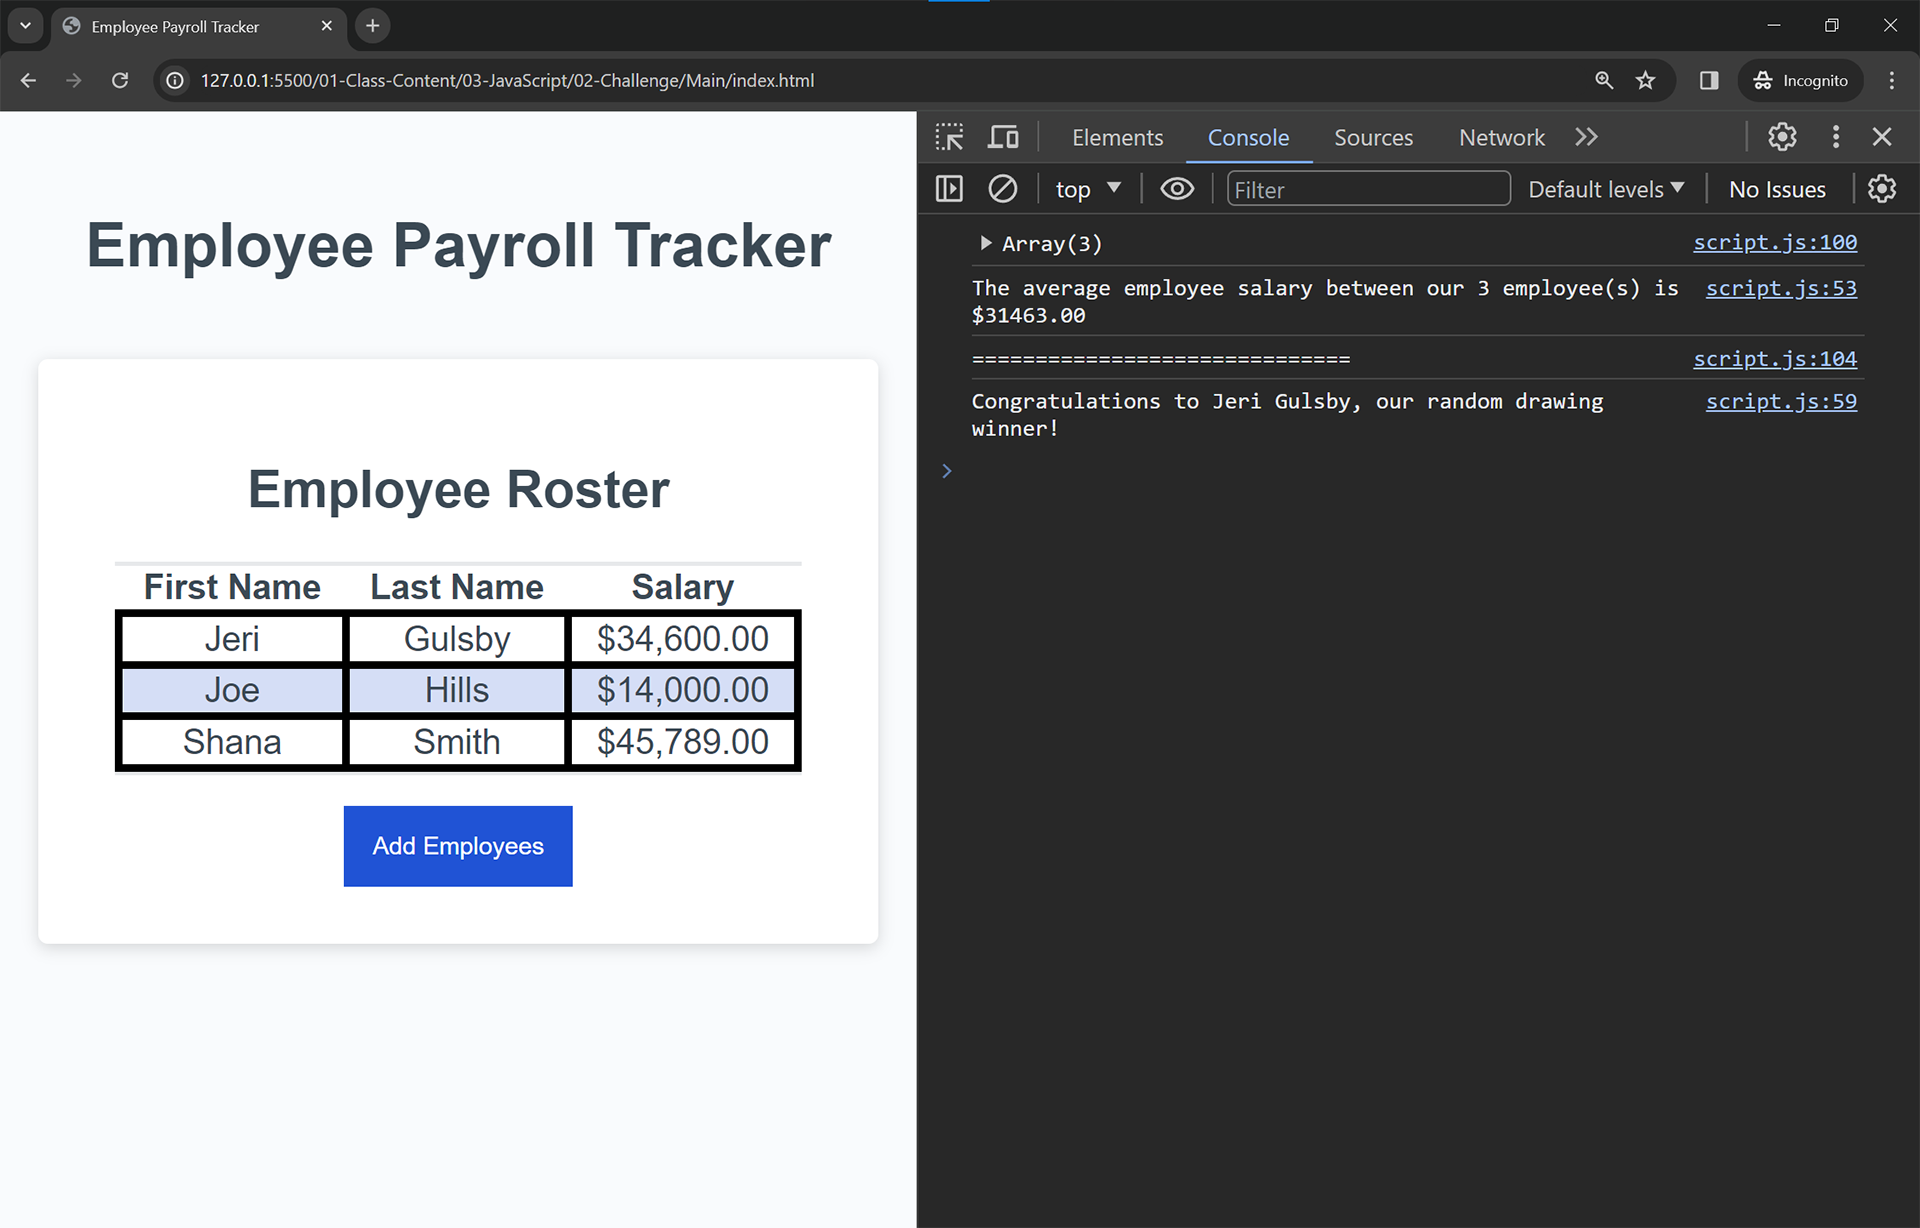 Employee Payroll Tracker
127.0.0.1:5500/01-Class-Content/03-JavaScript/02-Challenge/Main/index.html
Incognito
Employee Payroll Tracker
Employee Roster
First Name Last Name Salary
Jeri Gulsby $34,600.00
Joe Hills $14,000.00
Shana Smith $45,789.00
Add Employees
Elements Console Sources Network
top Filter Default levels No Issues
Array(3) script.js:100
The average employee salary between our 3 employee(s) is script.js:53
$31463.00
============================== script.js:104
Congratulations to Jeri Gulsby, our random drawing script.js:59
winner!